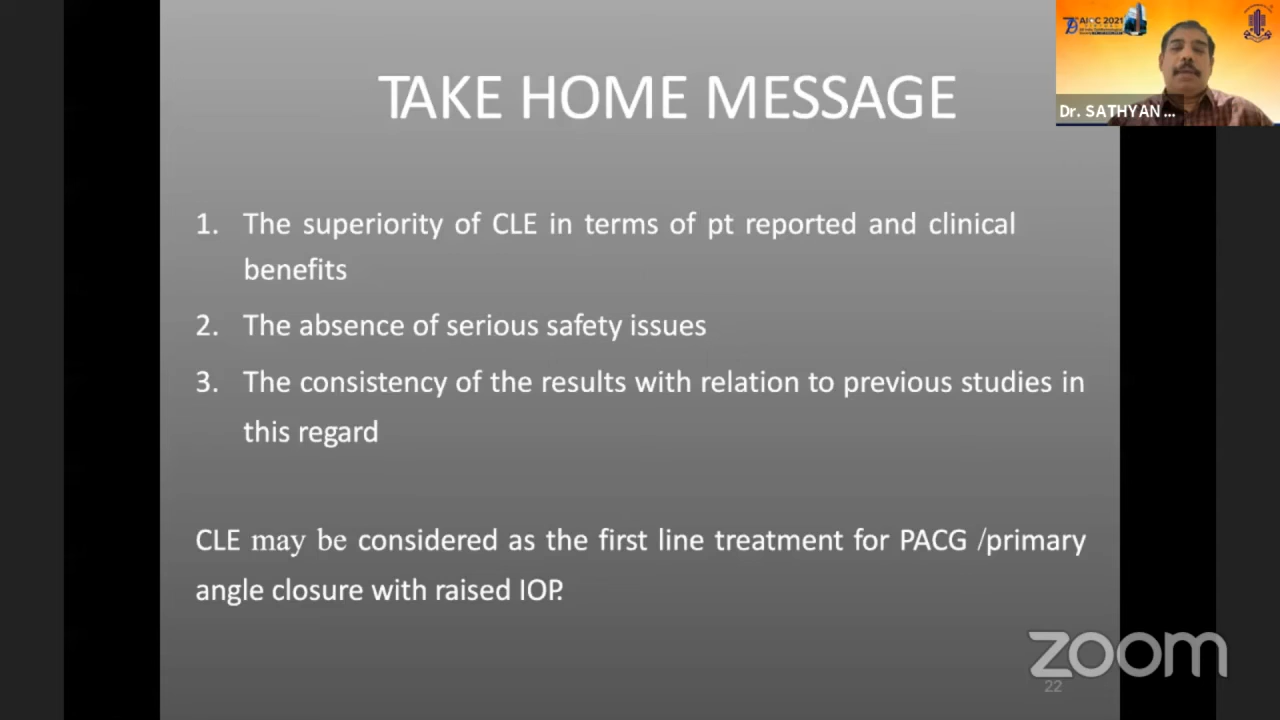 AIOC 2021
Dr. SATHYAN ...
TAKE HOME MESSAGE
1. The superiority of CLE in terms of pt reported and clinical
benefits
2. The absence of serious safety issues
3. The consistency of the results with relation to previous studies in
this regard
CLE may be considered as the first line treatment for PACG /primary
angle closure with raised IOP.
zoom
22